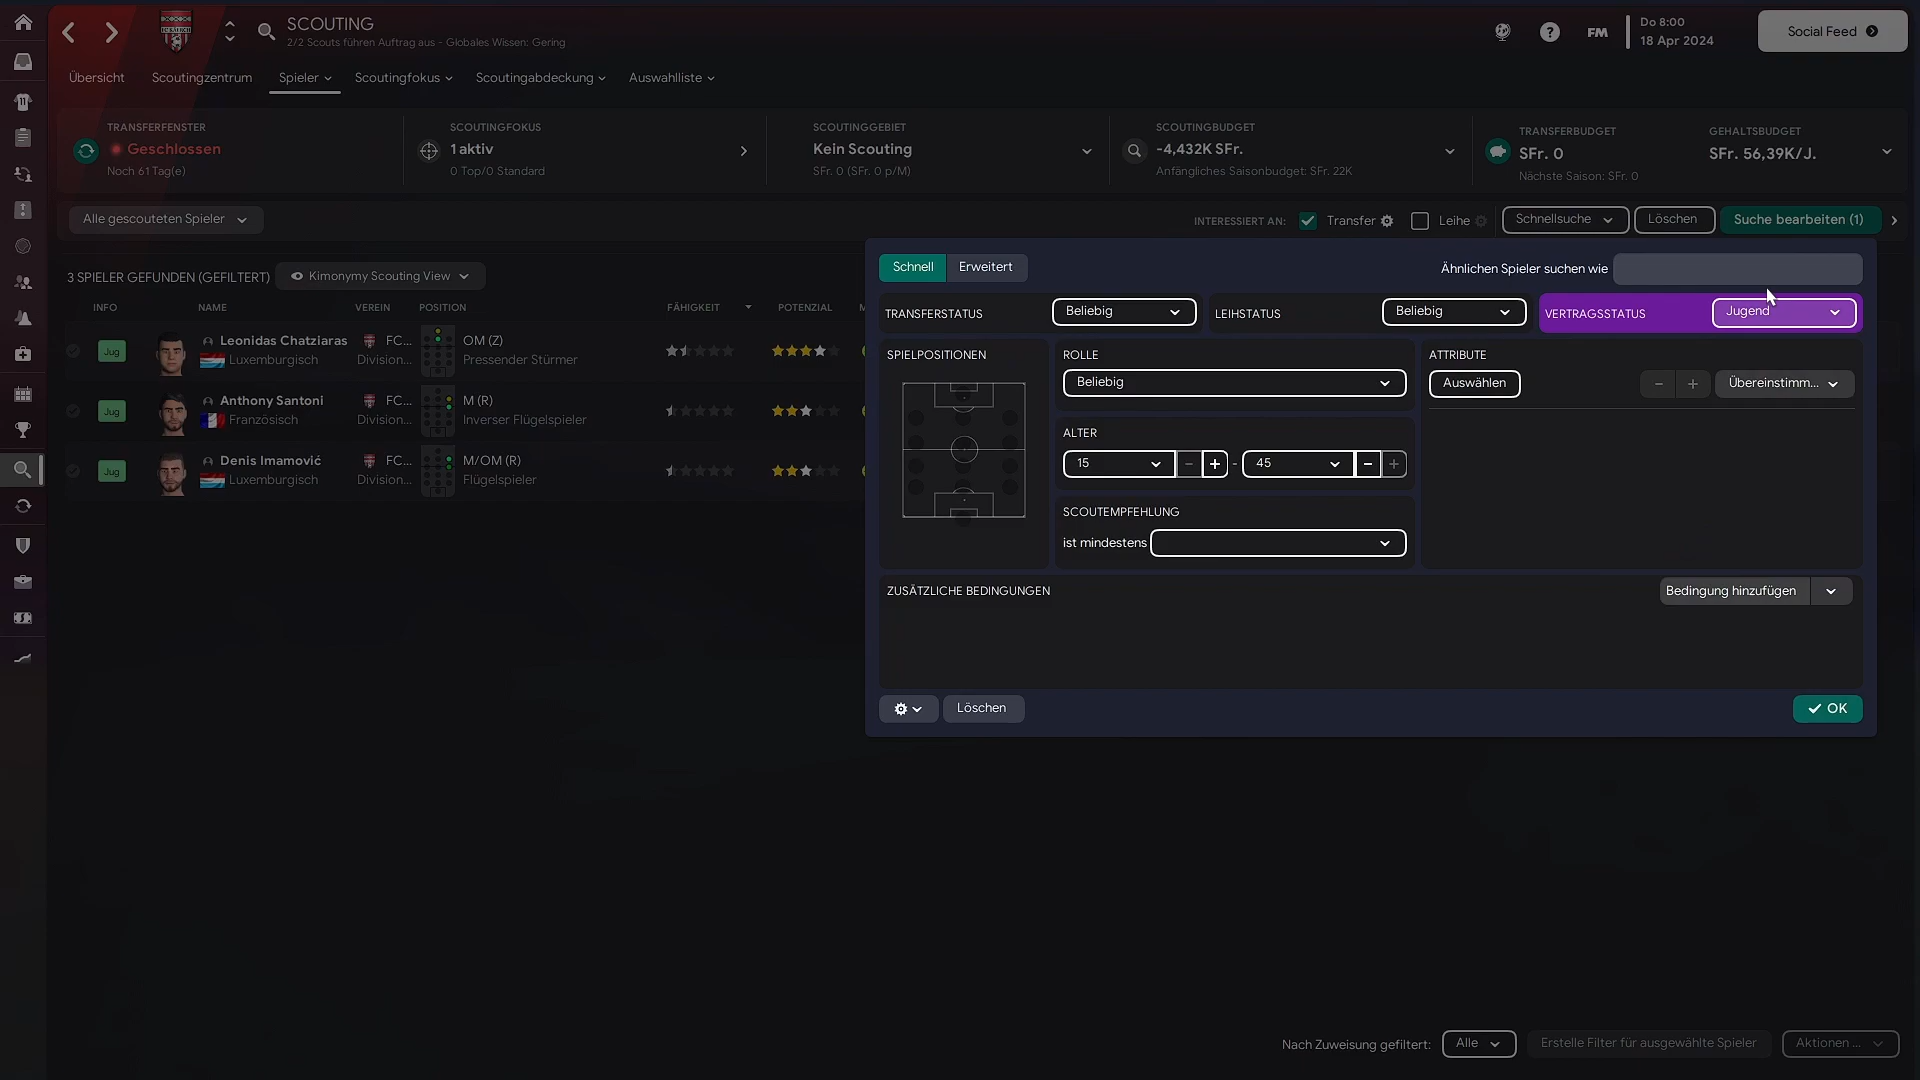 SCOUTING
2/2 Scouts führen Auftrag aus - Globales Wissen: Gering
FM
Do 8:00
18 Apr 2024
Social Feed
Übersicht
Scoutingzentrum
Spieler
Scoutingfokus
Scoutingabdeckung
Auswahlliste
TRANSFERFENSTER
Geschlossen
Noch 61 Tag(e)
SCOUTINGFOKUS
1 aktiv
0 Top/0 Standard
SCOUTINGGEBIET
Kein Scouting
SFr. 0 (SFr. 0 p/M)
SCOUTINGBUDGET
-4,432K SFr.
Anfängliches Saisonbudget: SFr. 22K
TRANSFERBUDGET
SFr. 0
Nächste Saison: SFr. 0
GEHALTSBUDGET
SFr. 56,39K/J.
Alle gescouteten Spieler
INTERESSIERT AN:
Transfer
Leihe
Schnellsuche
Löschen
Suche bearbeiten (1)
3 SPIELER GEFUNDEN (GEFILTERT)
Kimonymy Scouting View
INFO
NAME
VEREIN
POSITION
FÄHIGKEIT
POTENZIAL
Jug
Leonidas Chatziaras
Luxemburgisch
FC...
Division...
OM (Z)
Pressender Stürmer
Jug
Anthony Santoni
Französisch
FC...
Division...
M (R)
Inverser Flügelspieler
Jug
Denis Imamović
Luxemburgisch
FC...
Division...
M/OM (R)
Flügelspieler
Schnell
Erweitert
Ähnlichen Spieler suchen wie
TRANSFERSTATUS
Beliebig
LEIHSTATUS
Beliebig
VERTRAGSSTATUS
Jugend
SPIELPOSITIONEN
ROLLE
Beliebig
ALTER
15
-
+
-
45
-
+
SCOUTEMPFEHLUNG
ist mindestens
ATTRIBUTE
Auswählen
-
+
Übereinstimm...
ZUSÄTZLICHE BEDINGUNGEN
Bedingung hinzufügen
Löschen
OK
Nach Zuweisung gefiltert:
Alle
Erstelle Filter für ausgewählte Spieler
Aktionen ...